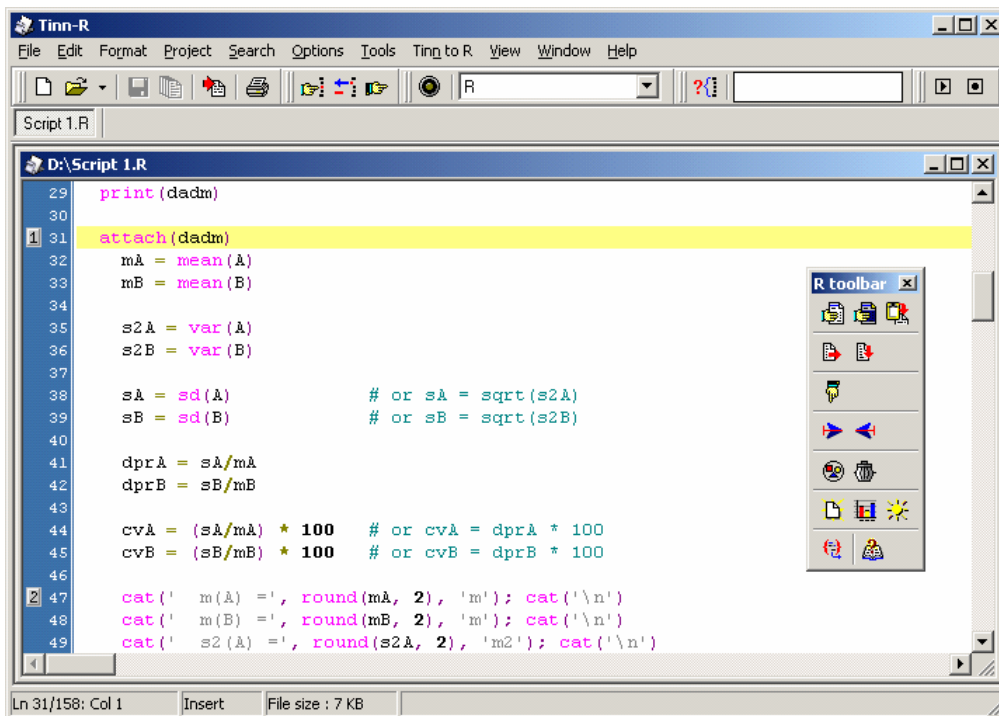 Tinn-R
File Edit Format Project Search Options Tools Tinn to R View Window Help
R
?{
Script 1.R
D:\Script 1.R
29 print(dadm)
30
1 31 attach(dadm)
32 mA = mean(A)
33 mB = mean(B)
34
35 s2A = var(A)
36 s2B = var(B)
37
38 sA = sd(A) # or sA = sqrt(s2A)
39 sB = sd(B) # or sB = sqrt(s2B)
40
41 dprA = sA/mA
42 dprB = sB/mB
43
44 cvA = (sA/mA) * 100 # or cvA = dprA * 100
45 cvB = (sB/mB) * 100 # or cvB = dprB * 100
46
2 47 cat('  m(A) =', round(mA, 2), 'm'); cat('\n')
48 cat('  m(B) =', round(mB, 2), 'm'); cat('\n')
49 cat('  s2(A) =', round(s2A, 2), 'm2'); cat('\n')
R toolbar
Ln 31/158: Col 1 Insert File size : 7 KB